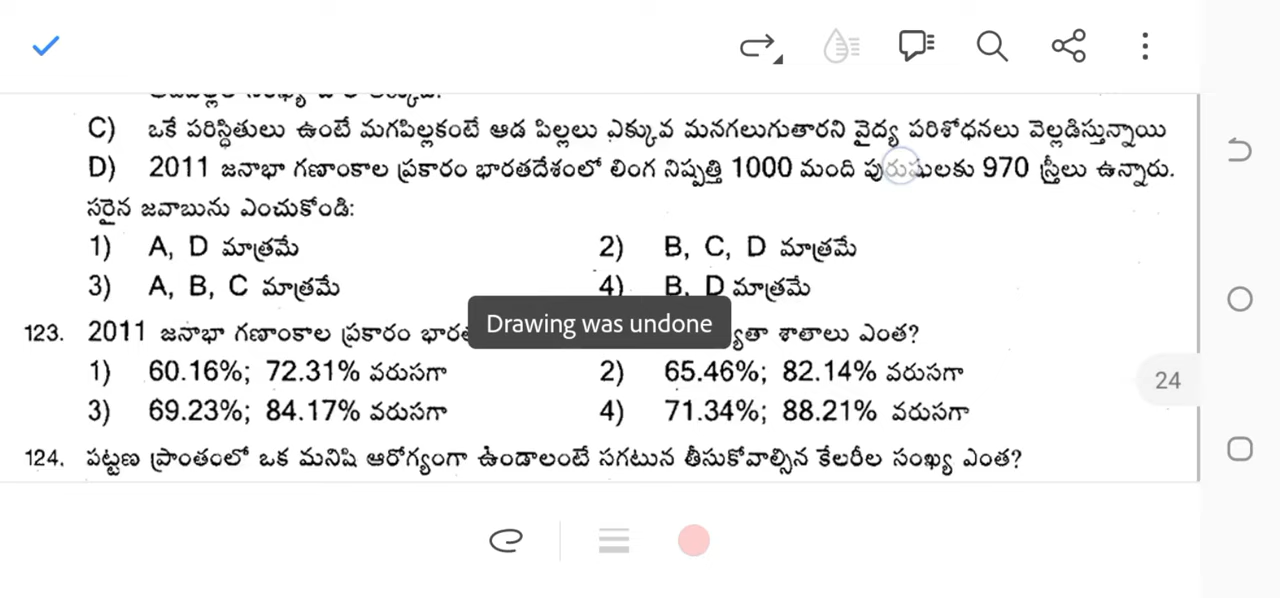 C) ఒకే పరిస్థితులు ఉంటే మగపిల్లకంటే ఆడ పిల్లలు ఎక్కువ మనగలుగుతారని వైద్య పరిశోధనలు వెల్లడిస్తున్నాయి
D) 2011 జనాభా గణాంకాల ప్రకారం భారతదేశంలో లింగ నిష్పత్తి 1000 మంది పురుషులకు 970 స్త్రీలు ఉన్నారు.
సరైన జవాబును ఎంచుకోండి:
1) A, D మాత్రమే 2) B, C, D మాత్రమే
3) A, B, C మాత్రమే 4) B, D మాత్రమే
Drawing was undone
123. 2011 జనాభా గణాంకాల ప్రకారం శాతాలు ఎంత?
1) 60.16%; 72.31% వరుసగా 2) 65.46%; 82.14% వరుసగా
24
3) 69.23%; 84.17% వరుసగా 4) 71.34%; 88.21% వరుసగా
124. పట్టణ ప్రాంతంలో ఒక మనిషి ఆరోగ్యంగా ఉండాలంటే సగటున తీసుకోవాల్సిన కేలరీల సంఖ్య ఎంత?